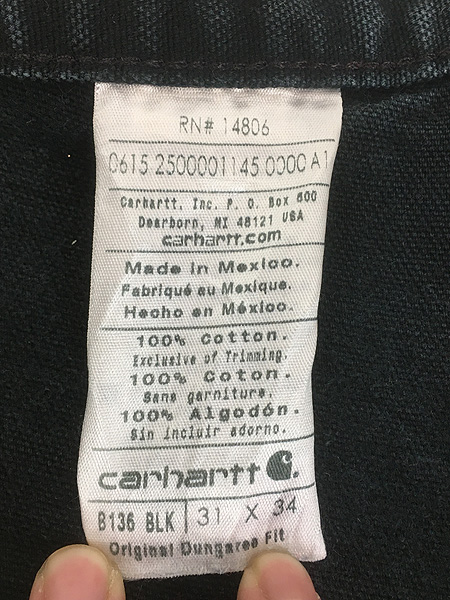 RN# 14806
0615 2500001145 0000 A1
Carhartt, Inc. P. O. Box 600
Dearborn, MI 48121 USA
carhartt.com
Made in Mexico.
Fabriqué au Mexique.
Hecho en México.
100% Cotton.
Exclusive of Trimming.
100% Coton.
Sans garniture.
100% Algodón.
Sin incluir adorno.
carhartt
B136 BLK 31 X 34
Original Dungaree Fit